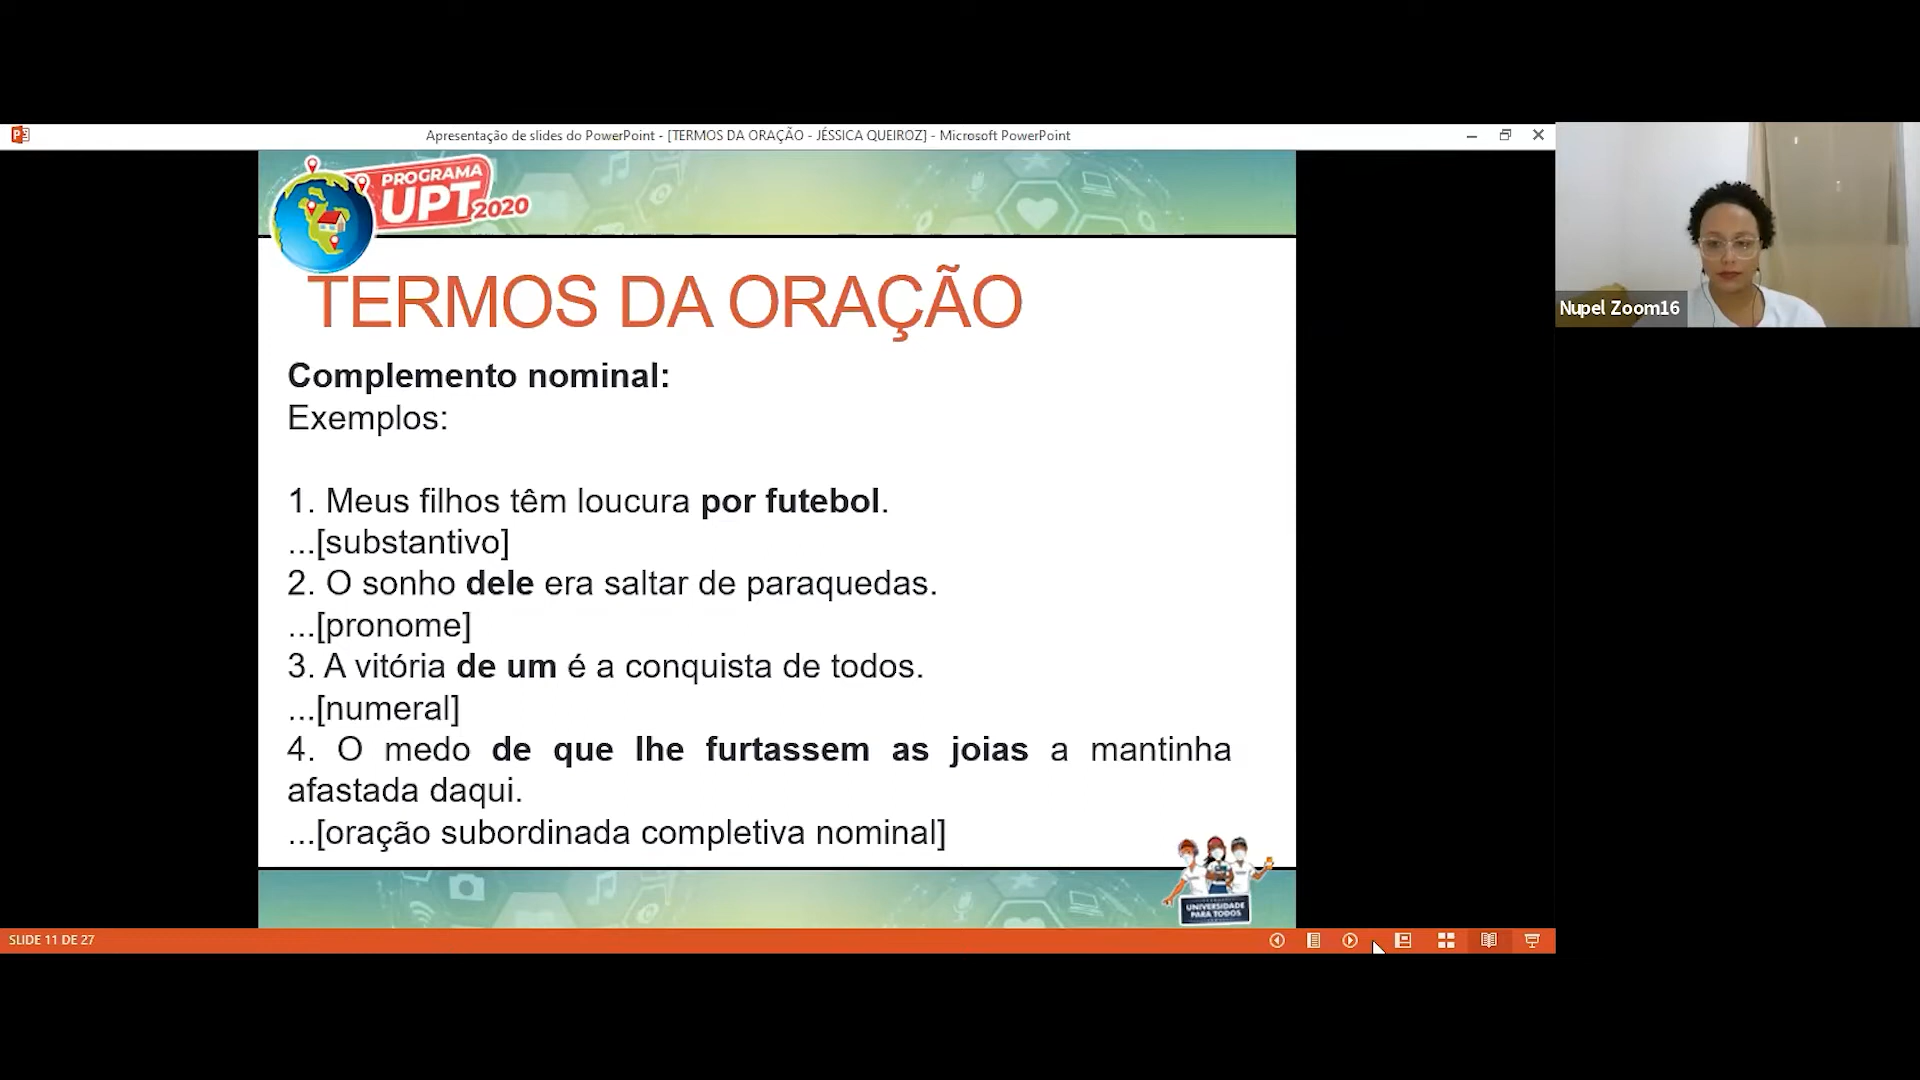 Apresentação de slides do PowerPoint - [TERMOS DA ORAÇÃO - JÉSSICA QUEIROZ] - Microsoft PowerPoint
PROGRAMA
UPT 2020
TERMOS DA ORAÇÃO
Complemento nominal:
Exemplos:
1. Meus filhos têm loucura por futebol.
...[substantivo]
2. O sonho dele era saltar de paraquedas.
...[pronome]
3. A vitória de um é a conquista de todos.
...[numeral]
4. O medo de que lhe furtassem as joias a mantinha
afastada daqui.
...[oração subordinada completiva nominal]
UNIVERSIDADE
PARA TODOS
SLIDE 11 DE 27
Nupel Zoom16